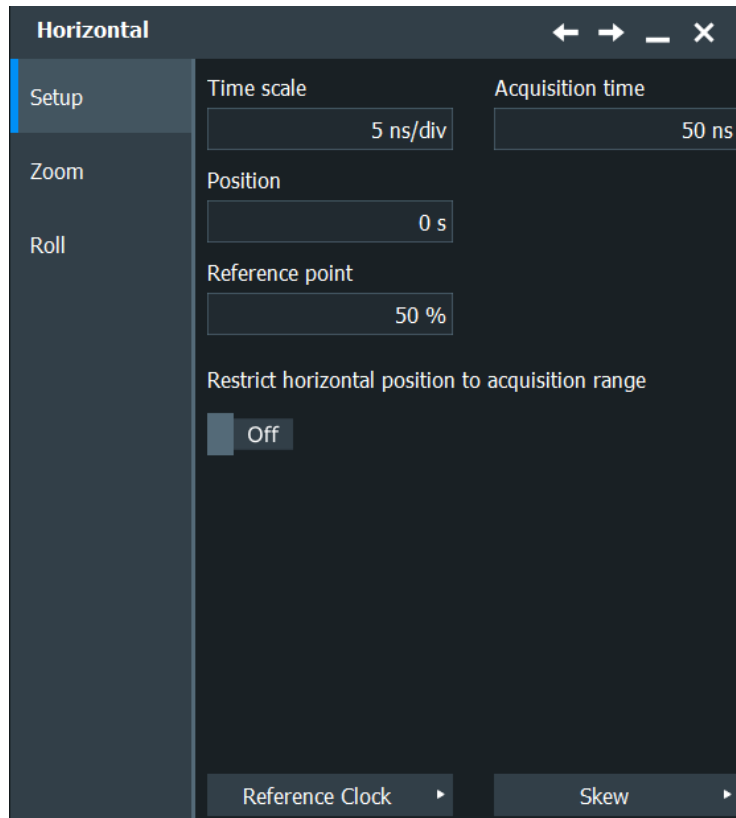 Horizontal
Setup
Zoom
Roll
Time scale
5 ns/div
Acquisition time
50 ns
Position
0 s
Reference point
50 %
Restrict horizontal position to acquisition range
Off
Reference Clock
Skew